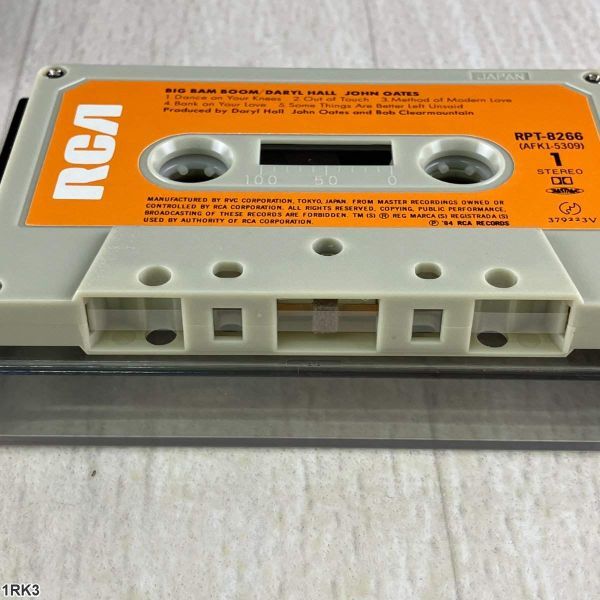 JAPAN
BIG BAM BOOM/DARYL HALL JOHN OATES
1. Dance on Your Knees 2. Out of Touch 3. Method of Modern Love
4. Bank on Your Love 5. Some Things Are Better Left Unsaid
Produced by Daryl Hall John Oates and Bob Clearmountain
RCA
RPT-8266
(AFK1-5309)
1
STEREO
100 50 0
379223V
MANUFACTURED BY RVC CORPORATION, TOKYO, JAPAN FROM MASTER RECORDINGS OWNED OR
CONTROLLED BY RCA CORPORATION. ALL RIGHTS RESERVED. COPYING, PUBLIC PERFORMANCE,
BROADCASTING OF THESE RECORDS ARE FORBIDDEN. TM(S) ® REG MARCA(S) REGISTRADA(S)
USED BY AUTHORITY OF RCA CORPORATION. ℗ '84 RCA RECORDS
1RK3